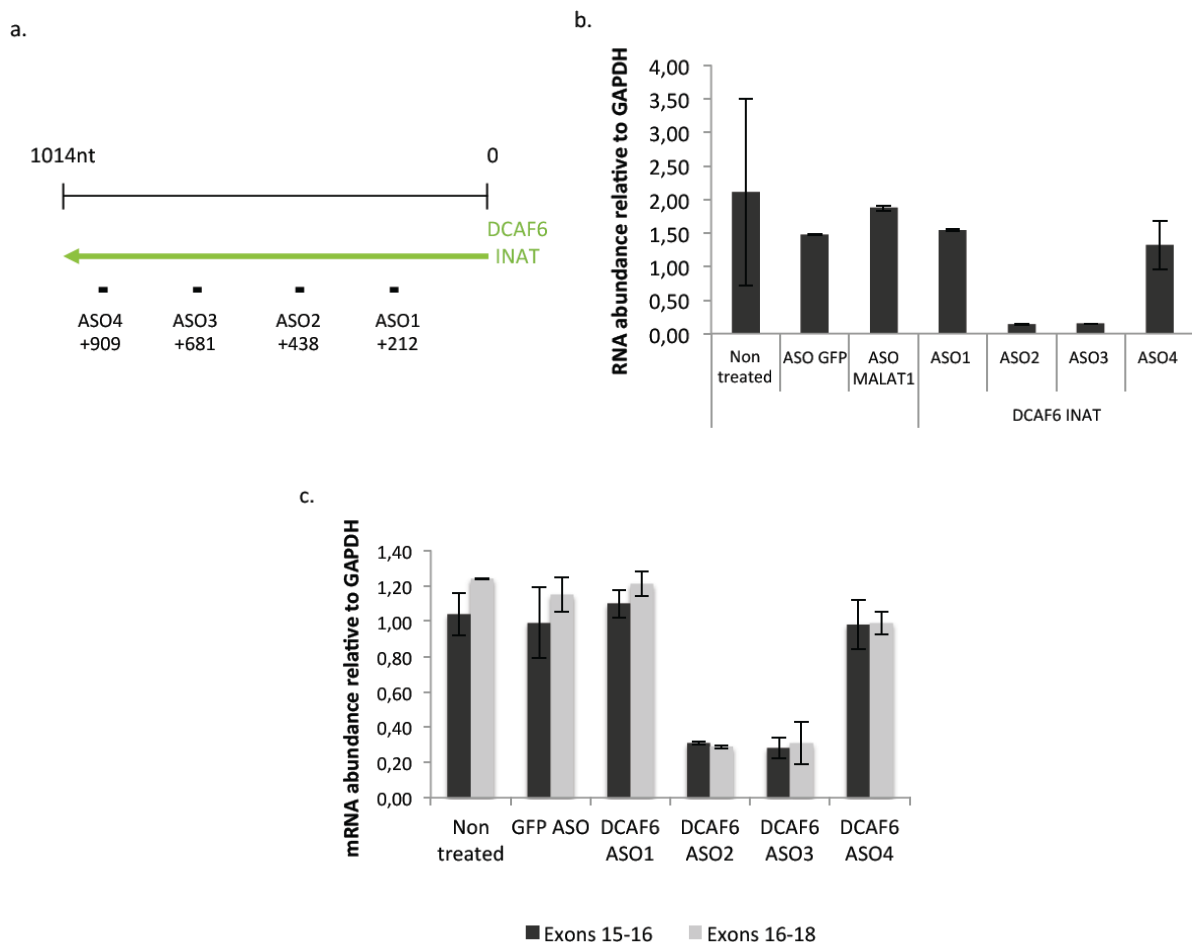 a.
1014nt 0
DCAF6
INAT
ASO4 ASO3 ASO2 ASO1
+909 +681 +438 +212
b.
RNA abundance relative to GAPDH
4,00
3,50
3,00
2,50
2,00
1,50
1,00
0,50
0,00
Non treated
ASO GFP
ASO MALAT1
ASO1
ASO2
ASO3
ASO4
DCAF6 INAT
c.
mRNA abundance relative to GAPDH
1,40
1,20
1,00
0,80
0,60
0,40
0,20
0,00
Non treated
GFP ASO
DCAF6 ASO1
DCAF6 ASO2
DCAF6 ASO3
DCAF6 ASO4
Exons 15-16 Exons 16-18